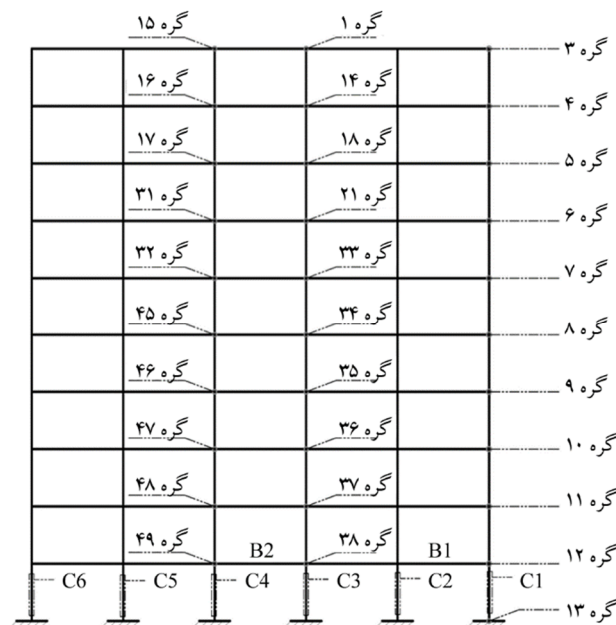 گره ۱۵
گره ۱
گره ۳
گره ۱۶
گره ۱۴
گره ۴
گره ۱۷
گره ۱۸
گره ۵
گره ۳۱
گره ۲۱
گره ۶
گره ۳۲
گره ۳۳
گره ۷
گره ۴۵
گره ۳۴
گره ۸
گره ۴۶
گره ۳۵
گره ۹
گره ۴۷
گره ۳۶
گره ۱۰
گره ۴۸
گره ۳۷
گره ۱۱
گره ۴۹
B2
گره ۳۸
B1
گره ۱۲
C6
C5
C4
C3
C2
C1
گره ۱۳